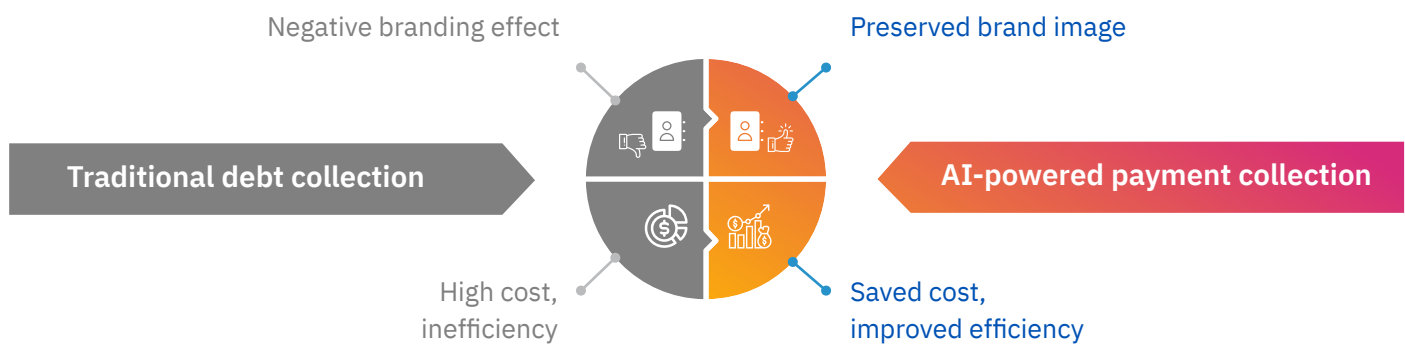 Negative branding effect
Preserved brand image
Traditional debt collection
AI-powered payment collection
High cost,
inefficiency
Saved cost,
improved efficiency